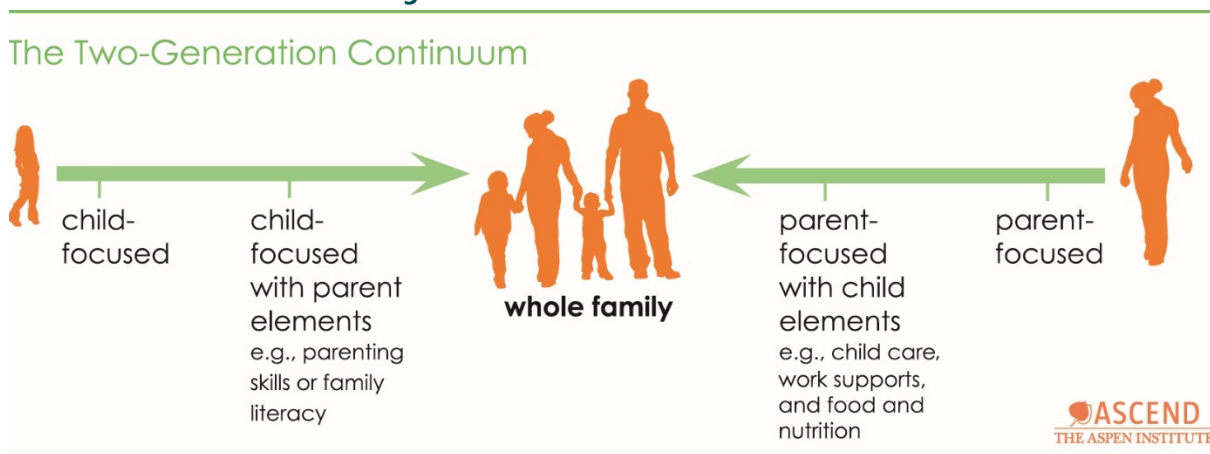 The Two-Generation Continuum
child-
focused
child-
focused
with parent
elements
e.g., parenting
skills or family
literacy
whole family
parent-
focused
with child
elements
e.g., child care,
work supports,
and food and
nutrition
parent-
focused
ASCEND
THE ASPEN INSTITUTE